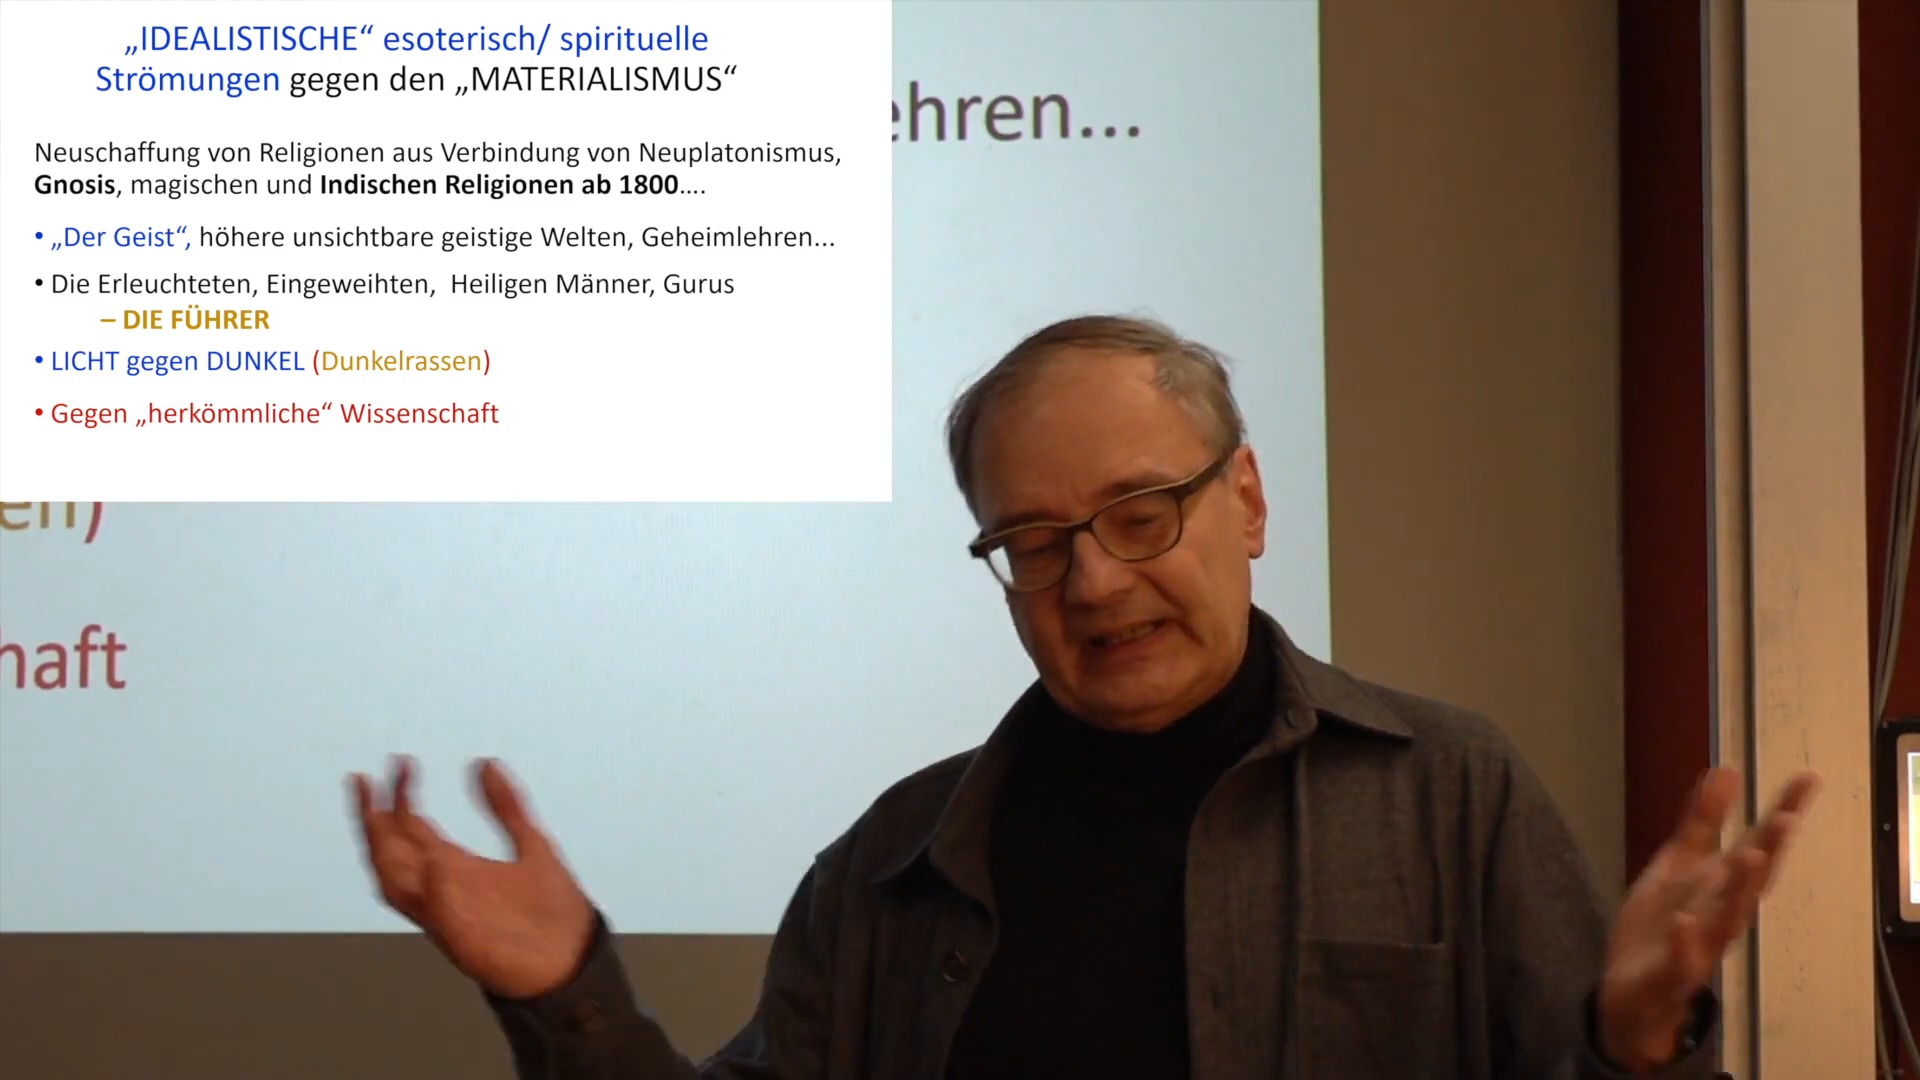 „IDEALISTISCHE“ esoterisch/ spirituelle
Strömungen gegen den „MATERIALISMUS“
Neuschaffung von Religionen aus Verbindung von Neuplatonismus,
Gnosis, magischen und Indischen Religionen ab 1800....
• „Der Geist“, höhere unsichtbare geistige Welten, Geheimlehren...
• Die Erleuchteten, Eingeweihten, Heiligen Männer, Gurus
– DIE FÜHRER
• LICHT gegen DUNKEL (Dunkelrassen)
• Gegen „herkömmliche“ Wissenschaft
ehren...
en)
haft